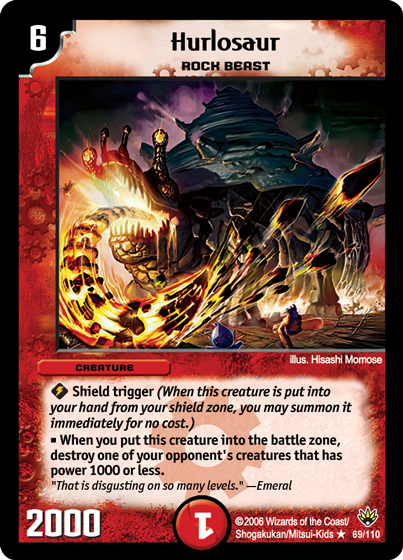 6
Hurlosaur
ROCK BEAST
illus. Hisashi Momose
CREATURE
Shield trigger (When this creature is put into
your hand from your shield zone, you may summon it
immediately for no cost.)
▪ When you put this creature into the battle zone,
destroy one of your opponent's creatures that has
power 1000 or less.
"That is disgusting on so many levels." —Emeral
2000
1
©2006 Wizards of the Coast/
Shogakukan/Mitsui-Kids ★ 69/110